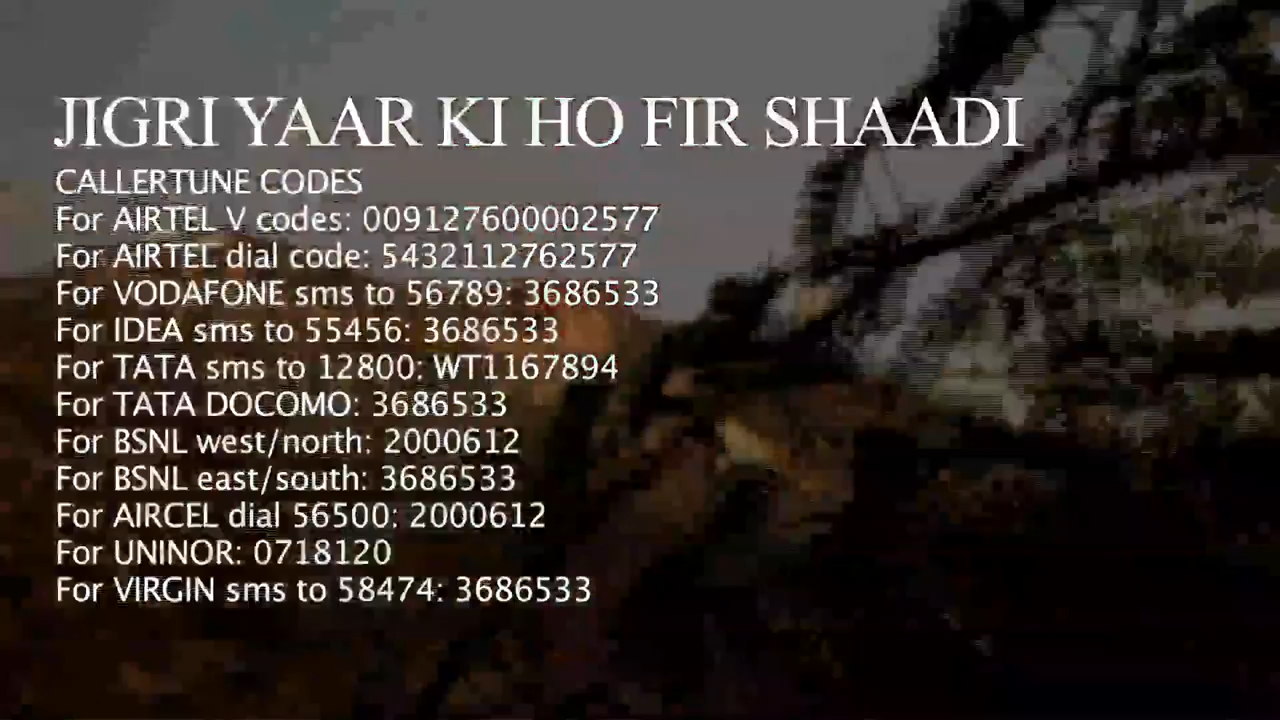 JIGRI YAAR KI HO FIR SHAADI
CALLERTUNE CODES
For AIRTEL V codes: 009127600002577
For AIRTEL dial code: 5432112762577
For VODAFONE sms to 56789: 3686533
For IDEA sms to 55456: 3686533
For TATA sms to 12800: WT1167894
For TATA DOCOMO: 3686533
For BSNL west/north: 2000612
For BSNL east/south: 3686533
For AIRCEL dial 56500: 2000612
For UNINOR: 0718120
For VIRGIN sms to 58474: 3686533